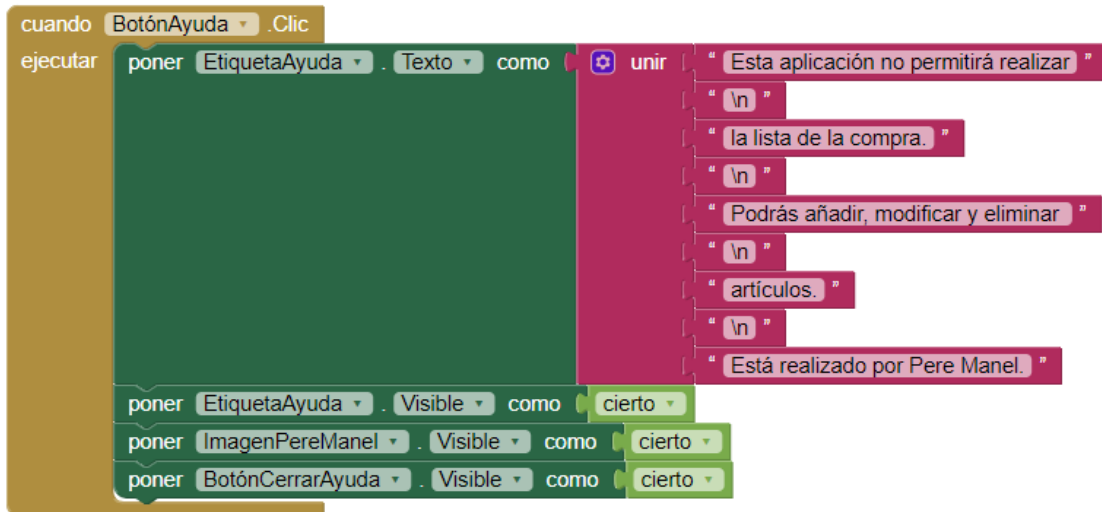 cuando BotónAyuda .Clic
ejecutar poner EtiquetaAyuda . Texto como unir " Esta aplicación no permitirá realizar "
" \n "
" la lista de la compra. "
" \n "
" Podrás añadir, modificar y eliminar "
" \n "
" artículos. "
" \n "
" Está realizado por Pere Manel. "
poner EtiquetaAyuda . Visible como cierto
poner ImagenPereManel . Visible como cierto
poner BotónCerrarAyuda . Visible como cierto